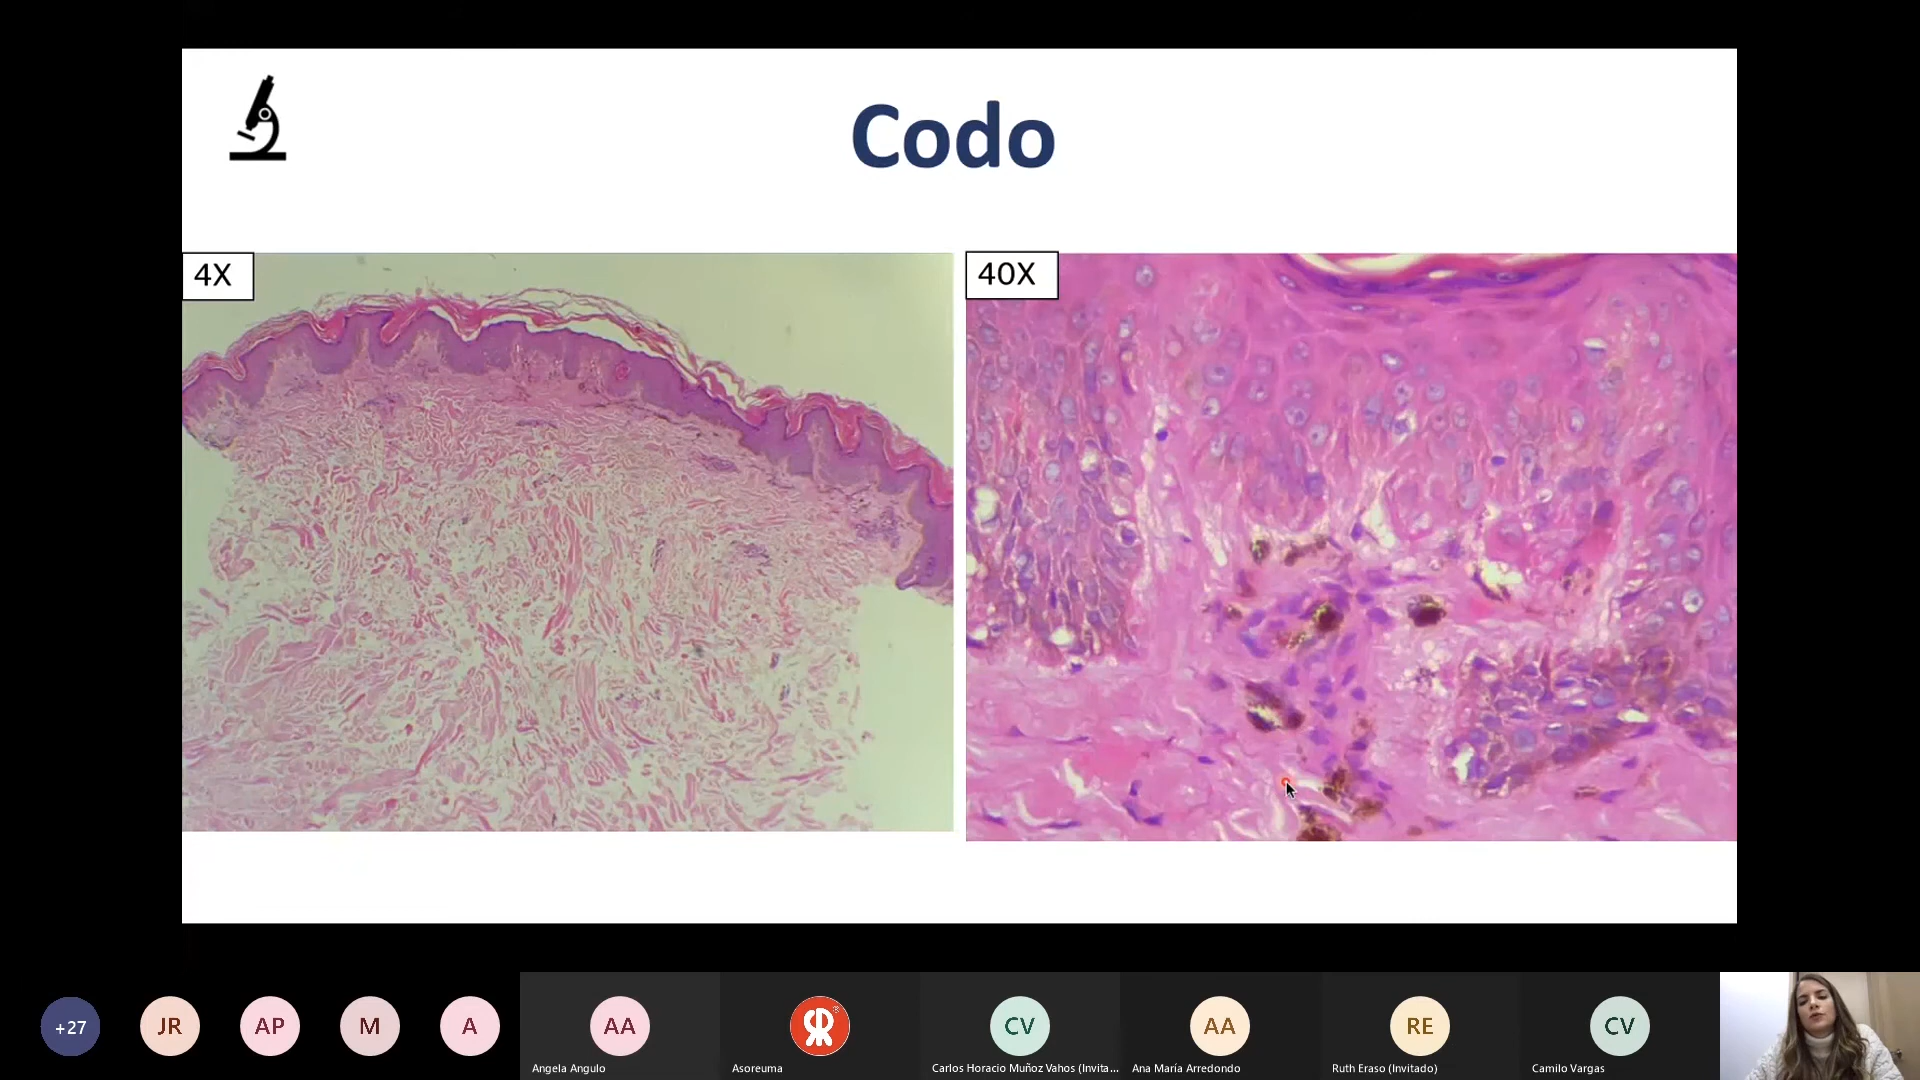 Codo
4X
40X
+27
JR
AP
M
A
AA
CV
AA
RE
CV
Angela Angulo
Asoreuma
Carlos Horacio Muñoz Vahos (Invita...
Ana María Arredondo
Ruth Eraso (Invitado)
Camilo Vargas